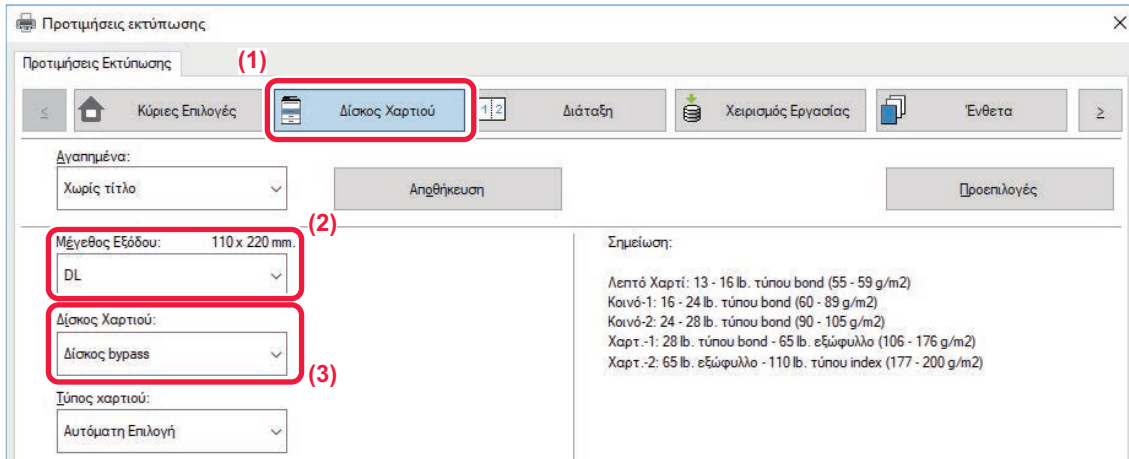 Προτιμήσεις εκτύπωσης
Προτιμήσεις Εκτύπωσης
(1)
≤ Κύριες Επιλογές Δίσκος Χαρτιού 1 2 Διάταξη Χειρισμός Εργασίας Ένθετα ≥
Αγαπημένα:
Χωρίς τίτλο Αποθήκευση Προεπιλογές
(2)
Μέγεθος Εξόδου: 110 x 220 mm.
DL
Δίσκος Χαρτιού:
Δίσκος bypass
(3)
Τύπος χαρτιού:
Αυτόματη Επιλογή
Σημείωση:
Λεπτό Χαρτί: 13 - 16 lb. τύπου bond (55 - 59 g/m2)
Κοινό-1: 16 - 24 lb. τύπου bond (60 - 89 g/m2)
Κοινό-2: 24 - 28 lb. τύπου bond (90 - 105 g/m2)
Χαρτ.-1: 28 lb. τύπου bond - 65 lb. εξώφυλλο (106 - 176 g/m2)
Χαρτ.-2: 65 lb. εξώφυλλο - 110 lb. τύπου index (177 - 200 g/m2)